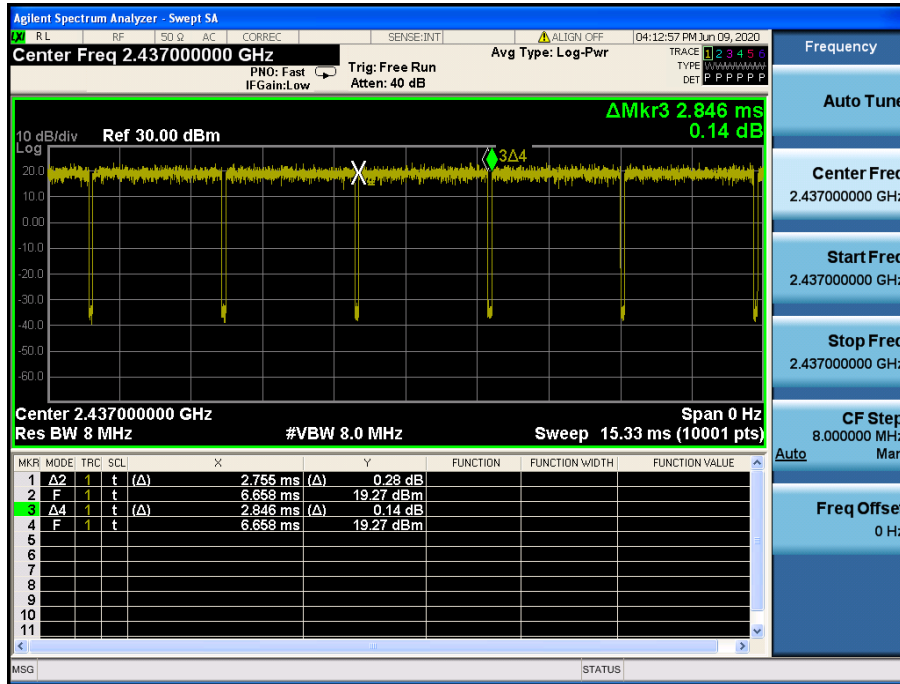 Agilent Spectrum Analyzer - Swept SA
LXI RL RF 50 Ω AC CORREC SENSE:INT ALIGN OFF 04:12:57 PM Jun 09, 2020
Center Freq 2.437000000 GHz Avg Type: Log-Pwr TRACE 1 2 3 4 5 6
PNO: Fast Trig: Free Run TYPE WWWWWW
IFGain:Low Atten: 40 dB DET P P P P P P
ΔMkr3 2.846 ms
10 dB/div Ref 30.00 dBm 0.14 dB
Log
3Δ4
20.0
10.0
0.00
-10.0
-20.0
-30.0
-40.0
-50.0
-60.0
Center 2.437000000 GHz Span 0 Hz
Res BW 8 MHz #VBW 8.0 MHz Sweep 15.33 ms (10001 pts)
MKR MODE TRC SCL X Y FUNCTION FUNCTION WIDTH FUNCTION VALUE
1 Δ2 1 t (Δ) 2.755 ms (Δ) 0.28 dB
2 F 1 t 6.658 ms 19.27 dBm
3 Δ4 1 t (Δ) 2.846 ms (Δ) 0.14 dB
4 F 1 t 6.658 ms 19.27 dBm
5
6
7
8
9
10
11
MSG STATUS
Frequency
Auto Tune
Center Freq
2.437000000 GHz
Start Freq
2.437000000 GHz
Stop Freq
2.437000000 GHz
CF Step
8.000000 MHz
Auto Man
Freq Offset
0 Hz